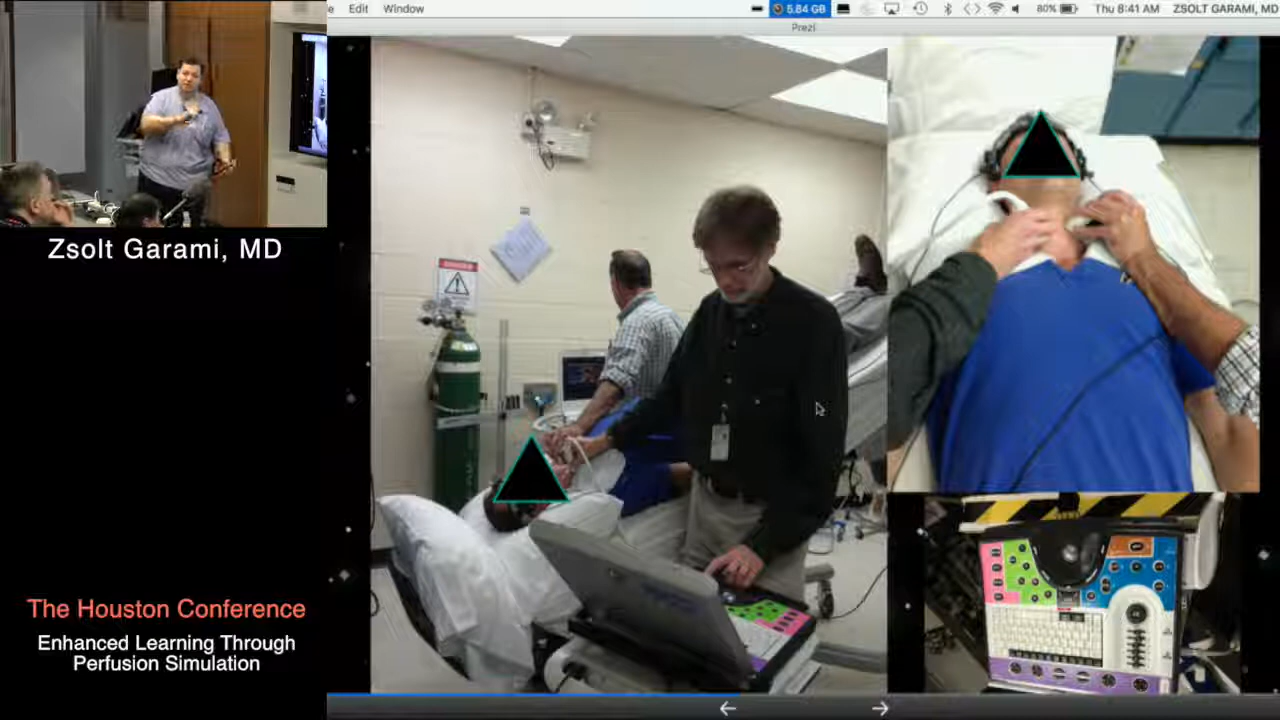 Edit Window
5.84 GB
80%
Thu 8:41 AM
ZSOLT GARAMI, MD
Prezi
Zsolt Garami, MD
The Houston Conference
Enhanced Learning Through
Perfusion Simulation